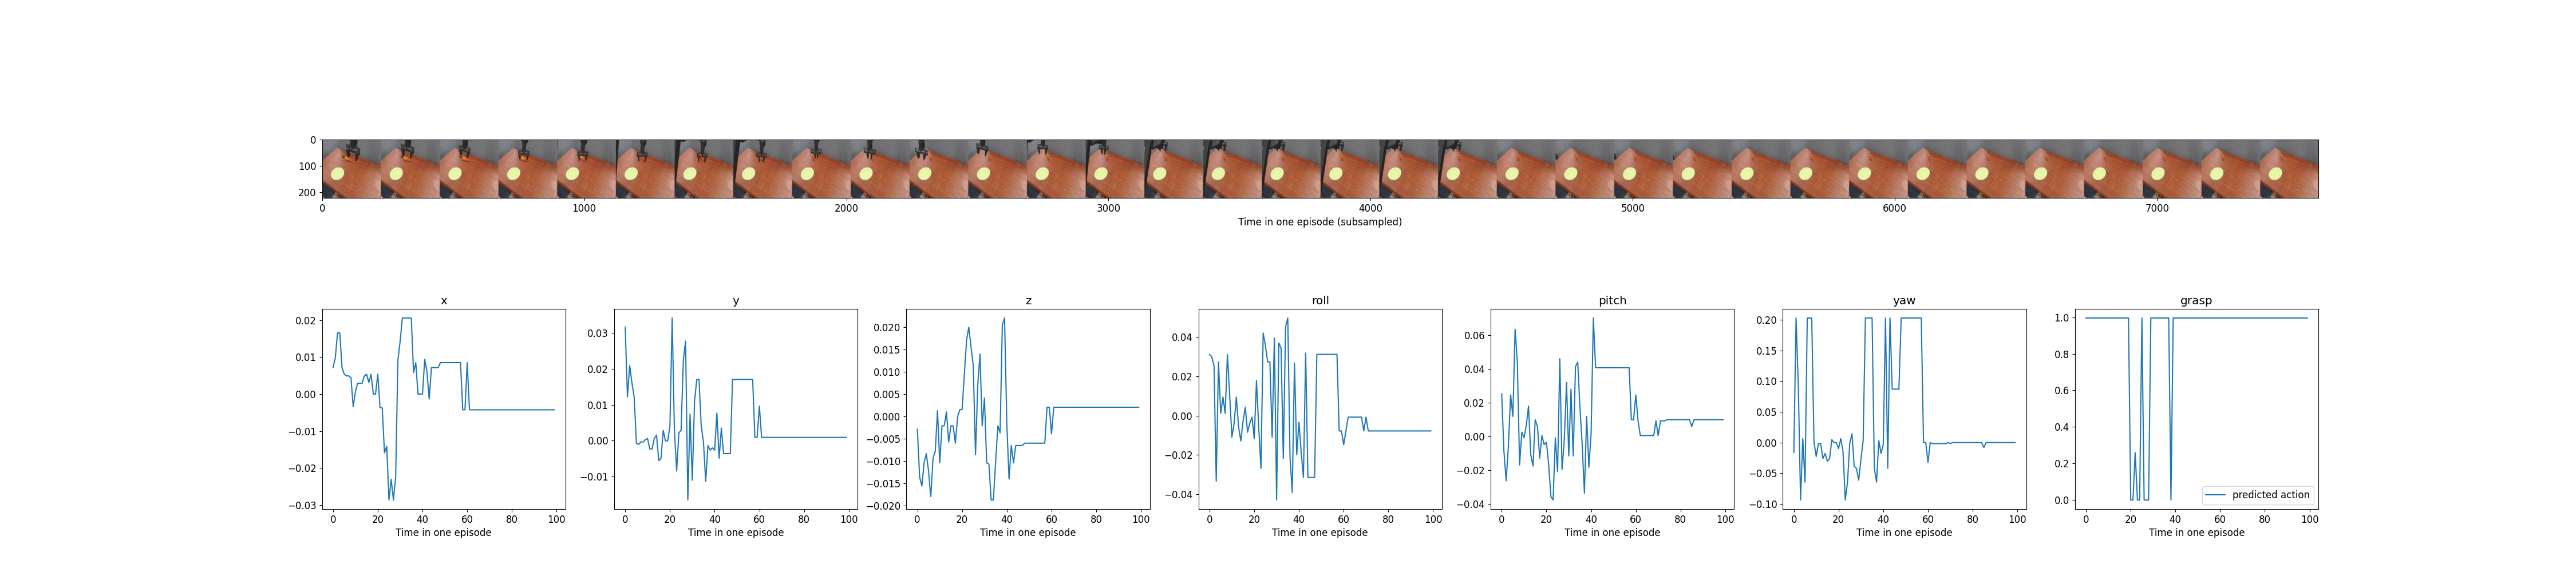 0
100
200
0 1000 2000 3000 4000 5000 6000 7000
Time in one episode (subsampled)
x
0.02
0.01
0.00
−0.01
−0.02
−0.03
0 20 40 60 80 100
Time in one episode
y
0.03
0.02
0.01
0.00
−0.01
0 20 40 60 80 100
Time in one episode
z
0.020
0.015
0.010
0.005
0.000
−0.005
−0.010
−0.015
−0.020
0 20 40 60 80 100
Time in one episode
roll
0.04
0.02
0.00
−0.02
−0.04
0 20 40 60 80 100
Time in one episode
pitch
0.06
0.04
0.02
0.00
−0.02
−0.04
0 20 40 60 80 100
Time in one episode
yaw
0.20
0.15
0.10
0.05
0.00
−0.05
−0.10
0 20 40 60 80 100
Time in one episode
grasp
1.0
0.8
0.6
0.4
0.2
0.0
predicted action
0 20 40 60 80 100
Time in one episode